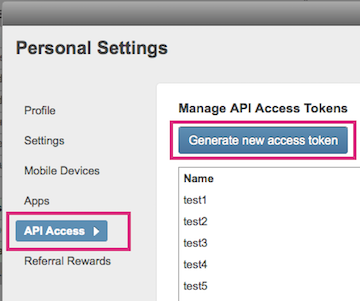 Personal Settings
Profile
Settings
Mobile Devices
Apps
API Access
Referral Rewards
Manage API Access Tokens
Generate new access token
Name
test1
test2
test3
test4
test5